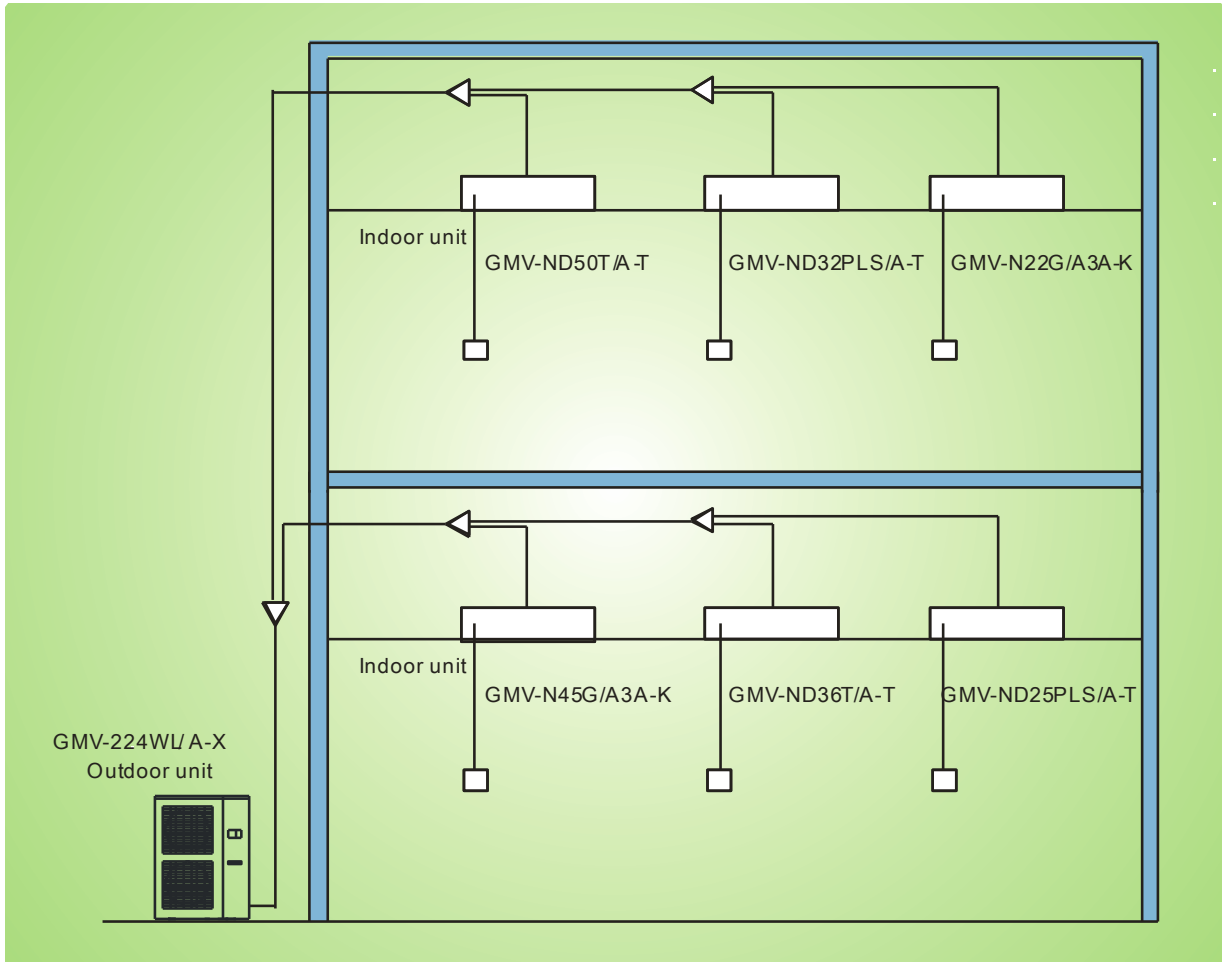 Indoor unit
GMV-ND50T/A-T
GMV-ND32PLS/A-T
GMV-N22G/A3A-K
Indoor unit
GMV-N45G/A3A-K
GMV-ND36T/A-T
GMV-ND25PLS/A-T
GMV-224WL/A-X
Outdoor unit